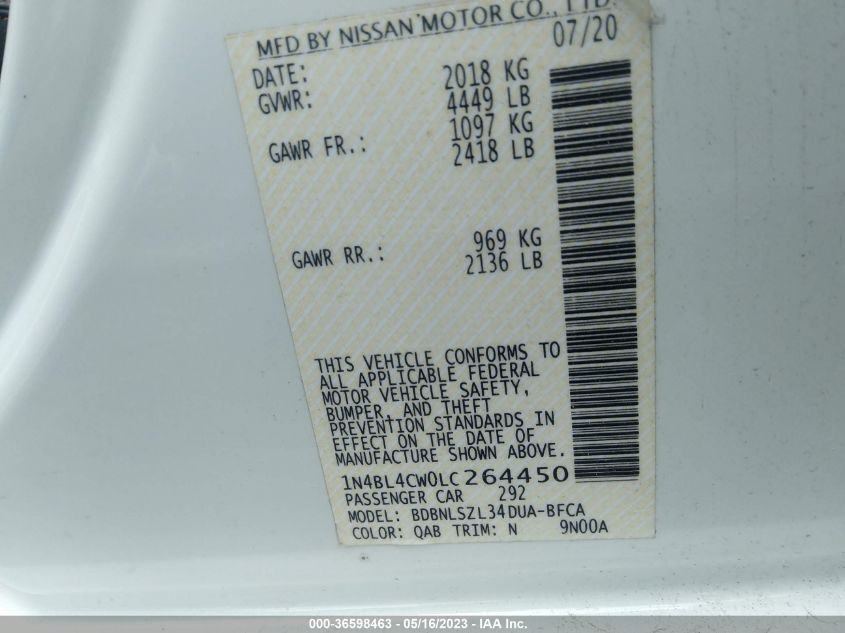 MFD BY NISSAN MOTOR CO., LTD.
DATE: 07/20
GVWR: 2018 KG
4449 LB
GAWR FR.: 1097 KG
2418 LB
GAWR RR.: 969 KG
2136 LB
THIS VEHICLE CONFORMS TO
ALL APPLICABLE FEDERAL
MOTOR VEHICLE SAFETY,
BUMPER, AND THEFT
PREVENTION STANDARDS IN
EFFECT ON THE DATE OF
MANUFACTURE SHOWN ABOVE.
1N4BL4CW0LC264450
PASSENGER CAR 292
MODEL: BDBNLSZL34DUA-BFCA
COLOR: QAB TRIM: N 9N00A
000-36598463 - 05/16/2023 - IAA Inc.